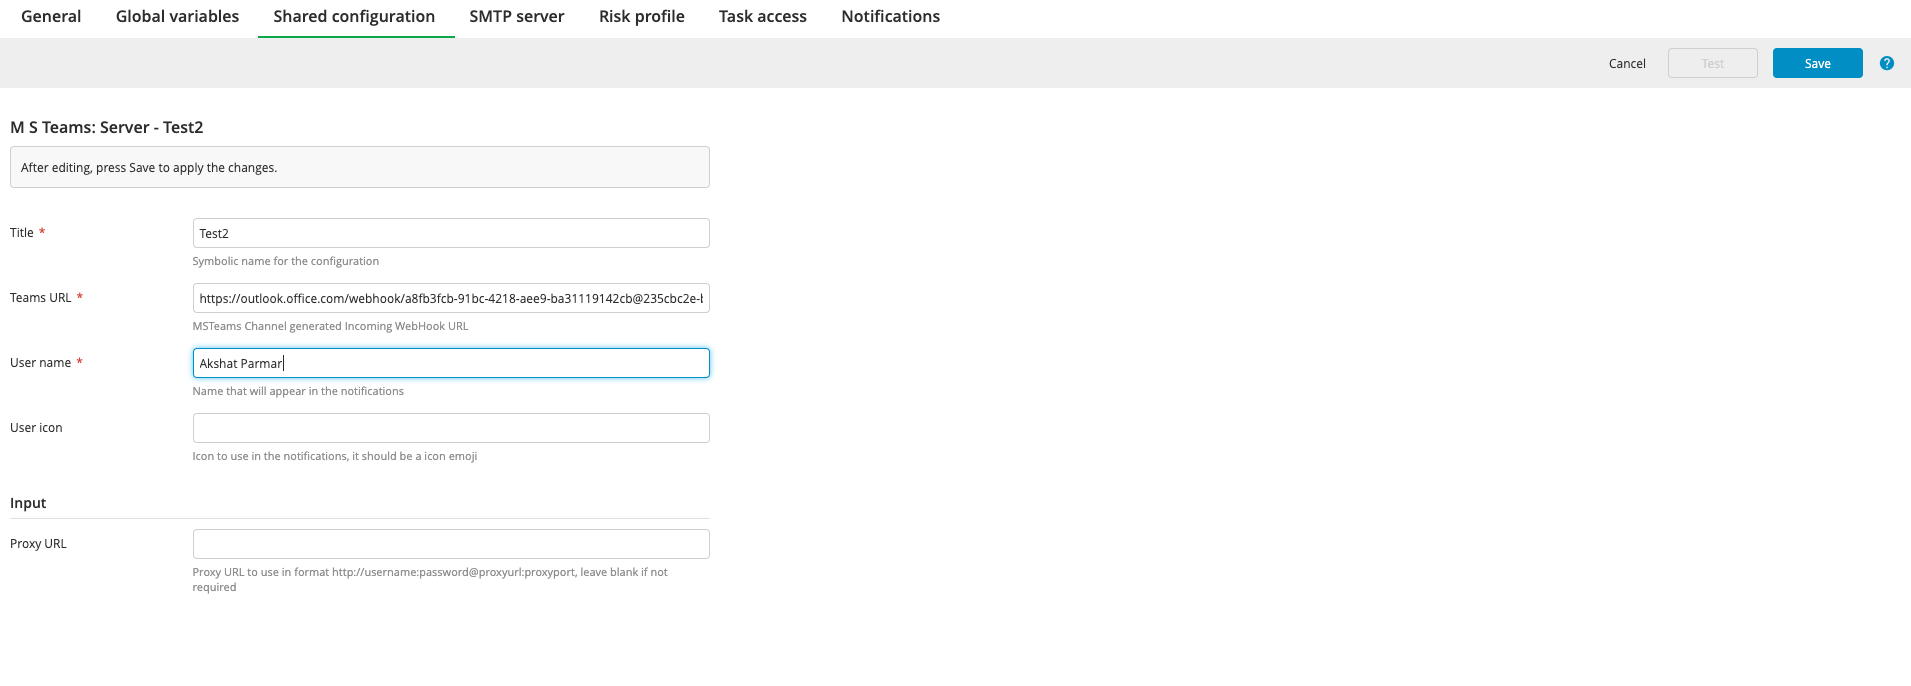 General Global variables Shared configuration SMTP server Risk profile Task access Notifications
Cancel Test Save ?
M S Teams: Server - Test2
After editing, press Save to apply the changes.
Title * Test2
Symbolic name for the configuration
Teams URL * https://outlook.office.com/webhook/a8fb3fcb-91bc-4218-aee9-ba31119142cb@235cbc2e-b
MSTeams Channel generated Incoming WebHook URL
User name * Akshat Parmar
Name that will appear in the notifications
User icon
Icon to use in the notifications, it should be a icon emoji
Input
Proxy URL
Proxy URL to use in format http://username:password@proxyurl:proxyport, leave blank if not
required